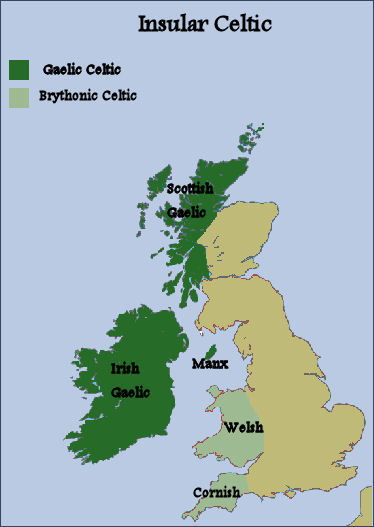 Insular Celtic
Gaelic Celtic
Brythonic Celtic
Scottish
Gaelic
Manx
Irish
Gaelic
Welsh
Cornish